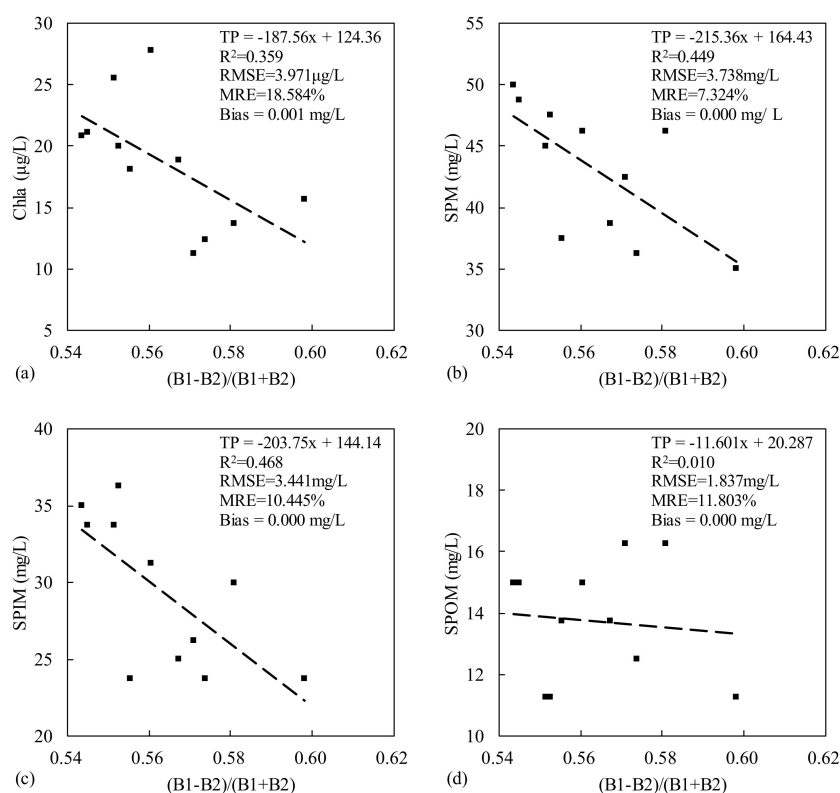 30
25
20
15
10
5
Chla (μg/L)
TP = -187.56x + 124.36
R²=0.359
RMSE=3.971μg/L
MRE=18.584%
Bias = 0.001 mg/L
0.54 0.56 0.58 0.60 0.62
(a)
(B1-B2)/(B1+B2)
55
50
45
40
35
30
SPM (mg/L)
TP = -215.36x + 164.43
R²=0.449
RMSE=3.738mg/L
MRE=7.324%
Bias = 0.000 mg/ L
0.54 0.56 0.58 0.60 0.62
(b)
(B1-B2)/(B1+B2)
40
35
30
25
20
SPIM (mg/L)
TP = -203.75x + 144.14
R²=0.468
RMSE=3.441mg/L
MRE=10.445%
Bias = 0.000 mg/L
0.54 0.56 0.58 0.60 0.62
(c)
(B1-B2)/(B1+B2)
20
18
16
14
12
10
SPOM (mg/L)
TP = -11.601x + 20.287
R²=0.010
RMSE=1.837mg/L
MRE=11.803%
Bias = 0.000 mg/L
0.54 0.56 0.58 0.60 0.62
(d)
(B1-B2)/(B1+B2)